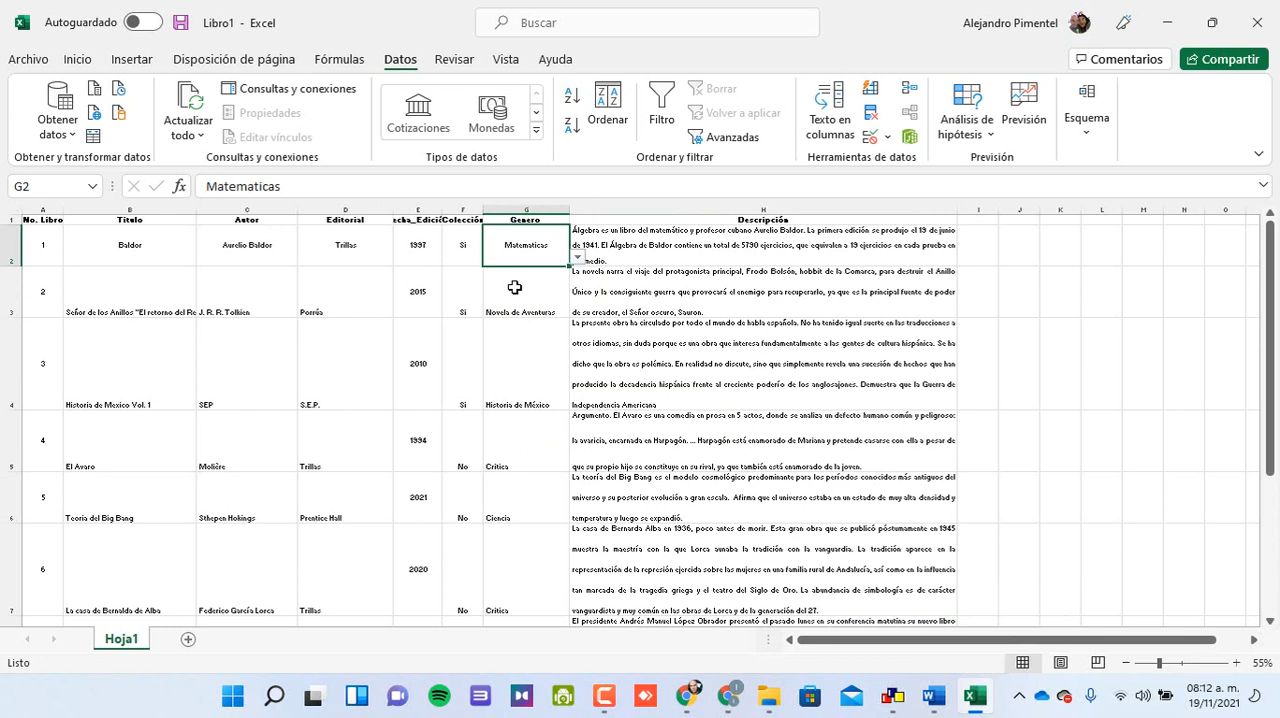 Autoguardado
Libro1 - Excel
Buscar
Alejandro Pimentel
Archivo Inicio Insertar Disposición de página Fórmulas Datos Revisar Vista Ayuda
Comentarios
Compartir
Obtener datos
Consultas y conexiones
Propiedades
Editar vínculos
Actualizar todo
Cotizaciones
Monedas
Ordenar
Filtro
Borrar
Volver a aplicar
Avanzadas
Texto en columnas
Análisis de hipótesis
Previsión
Esquema
Obtener y transformar datos
Consultas y conexiones
Tipos de datos
Ordenar y filtrar
Herramientas de datos
Previsión
G2
fx
Matematicas
A B C D E F G H I J K L M N O
1 No. Libro Titulo Autor Editorial echa_Edició Colección Genero Descripción
2 1 Baldor Aurelio Baldor Trillas 1997 Si Matematicas
Álgebra es un libro del matemático y profesor cubano Aurelio Baldor. La primera edición se produjo el 19 de junio
de 1941. El Álgebra de Baldor contiene un total de 5790 ejercicios, que equivalen a 19 ejercicios en cada prueba en
medio.
3 2 Señor de los Anillos "El retorno del Re J. R. R. Tolkien Porrúa 2015 Si Novela de Aventuras
La novela narra el viaje del protagonista principal, Frodo Bolsón, hobbit de la Comarca, para destruir el Anillo
Único y la consiguiente guerra que provocará el enemigo para recuperarlo, ya que es la principal fuente de poder
de su creador, el Señor oscuro, Sauron.
4 3 Historia de Mexico Vol. 1 SEP S.E.P. 2010 Si Historia de México
La presente obra ha circulado por todo el mundo de habla española. No ha tenido igual suerte en las traducciones a
otros idiomas, sin duda porque es una obra que interesa fundamentalmente a las gentes de cultura hispánica. Se ha
dicho que la obra es polémica. En realidad no discute, sino que simplemente revela una sucesión de hechos que han
producido la decadencia hispánica frente al creciente poderío de los anglosajones. Demuestra que la Guerra de
Independencia Americana
5 4 El Avaro Molière Trillas 1994 No Critica
Argumento. El Avaro es una comedia en prosa en 5 actos, donde se analiza un defecto humano común y peligroso:
la avaricia, encarnada en Harpagón. ... Harpagón está enamorado de Mariana y pretende casarse con ella a pesar de
que su propio hijo se constituye en su rival, ya que también está enamorado de la joven.
6 5 Teoria del Big Bang Sthepen Hokings Prentice Hall 2021 No Ciencia
La teoría del Big Bang es el modelo cosmológico predominante para los períodos conocidos más antiguos del
universo y su posterior evolución a gran escala. Afirma que el universo estaba en un estado de muy alta densidad y
temperatura y luego se expandió.
7 6 La casa de Bernalda de Alba Federico García Lorca Trillas 2020 No Critica
La casa de Bernarda Alba en 1936, poco antes de morir. Esta gran obra que se publicó póstumamente en 1945
muestra la maestría con la que Lorca aunaba la tradición con la vanguardia. La tradición aparece en la
representación de la represión ejercida sobre las mujeres en una familia rural de Andalucía, así como en la influencia
tan marcada de la tragedia griega y el teatro del Siglo de Oro. La abundancia de simbología es de carácter
vanguardista y muy común en las obras de Lorca y de la generación del 27.
El presidente Andrés Manuel López Obrador presentó el pasado lunes en su conferencia matutina su nuevo libro
Hoja1
Listo
55%
08:12 a. m.
19/11/2021